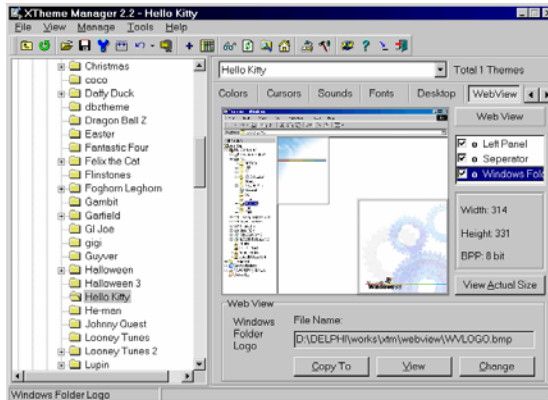 XTheme Manager 2.2 - Hello Kitty
File View Manage Tools Help
Christmas
coco
Daffy Duck
dbztheme
Dragon Ball Z
Easter
Fantastic Four
Felix the Cat
Flinstones
Foghorn Leghorn
Gambit
Garfield
GI Joe
gigi
Guyver
Halloween
Halloween 3
Hello Kitty
He-man
Johnny Quest
Looney Tunes
Looney Tunes 2
Lupin
Hello Kitty
Total 1 Themes
Colors Cursors Sounds Fonts Desktop WebView
Web View
Left Panel
Seperator
Windows Fold
Width: 314
Height: 331
BPP: 8 bit
View Actual Size
Web View
Windows
Folder
Logo
File Name:
D:\DELPHI\works\xtm\webview\WVLOGO.bmp
Copy To View Change
Windows Folder Logo